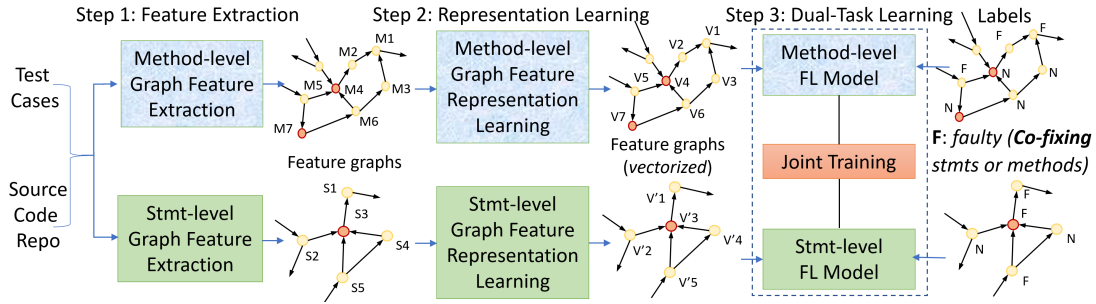 Step 1: Feature Extraction
Step 2: Representation Learning
Step 3: Dual-Task Learning
Labels
Test
Cases
Source
Code
Repo
Method-level
Graph Feature
Extraction
M1
M2
M3
M4
M5
M6
M7
Method-level
Graph Feature
Representation
Learning
V1
V2
V3
V4
V5
V6
V7
Method-level
FL Model
F
F
N
N
N
N
Feature graphs
Feature graphs
(vectorized)
Joint Training
F: faulty (Co-fixing
stmts or methods)
Stmt-level
Graph Feature
Extraction
S1
S3
S2
S4
S5
Stmt-level
Graph Feature
Representation
Learning
V'1
V'3
V'2
V'4
V'5
Stmt-level
FL Model
F
F
N
N
F